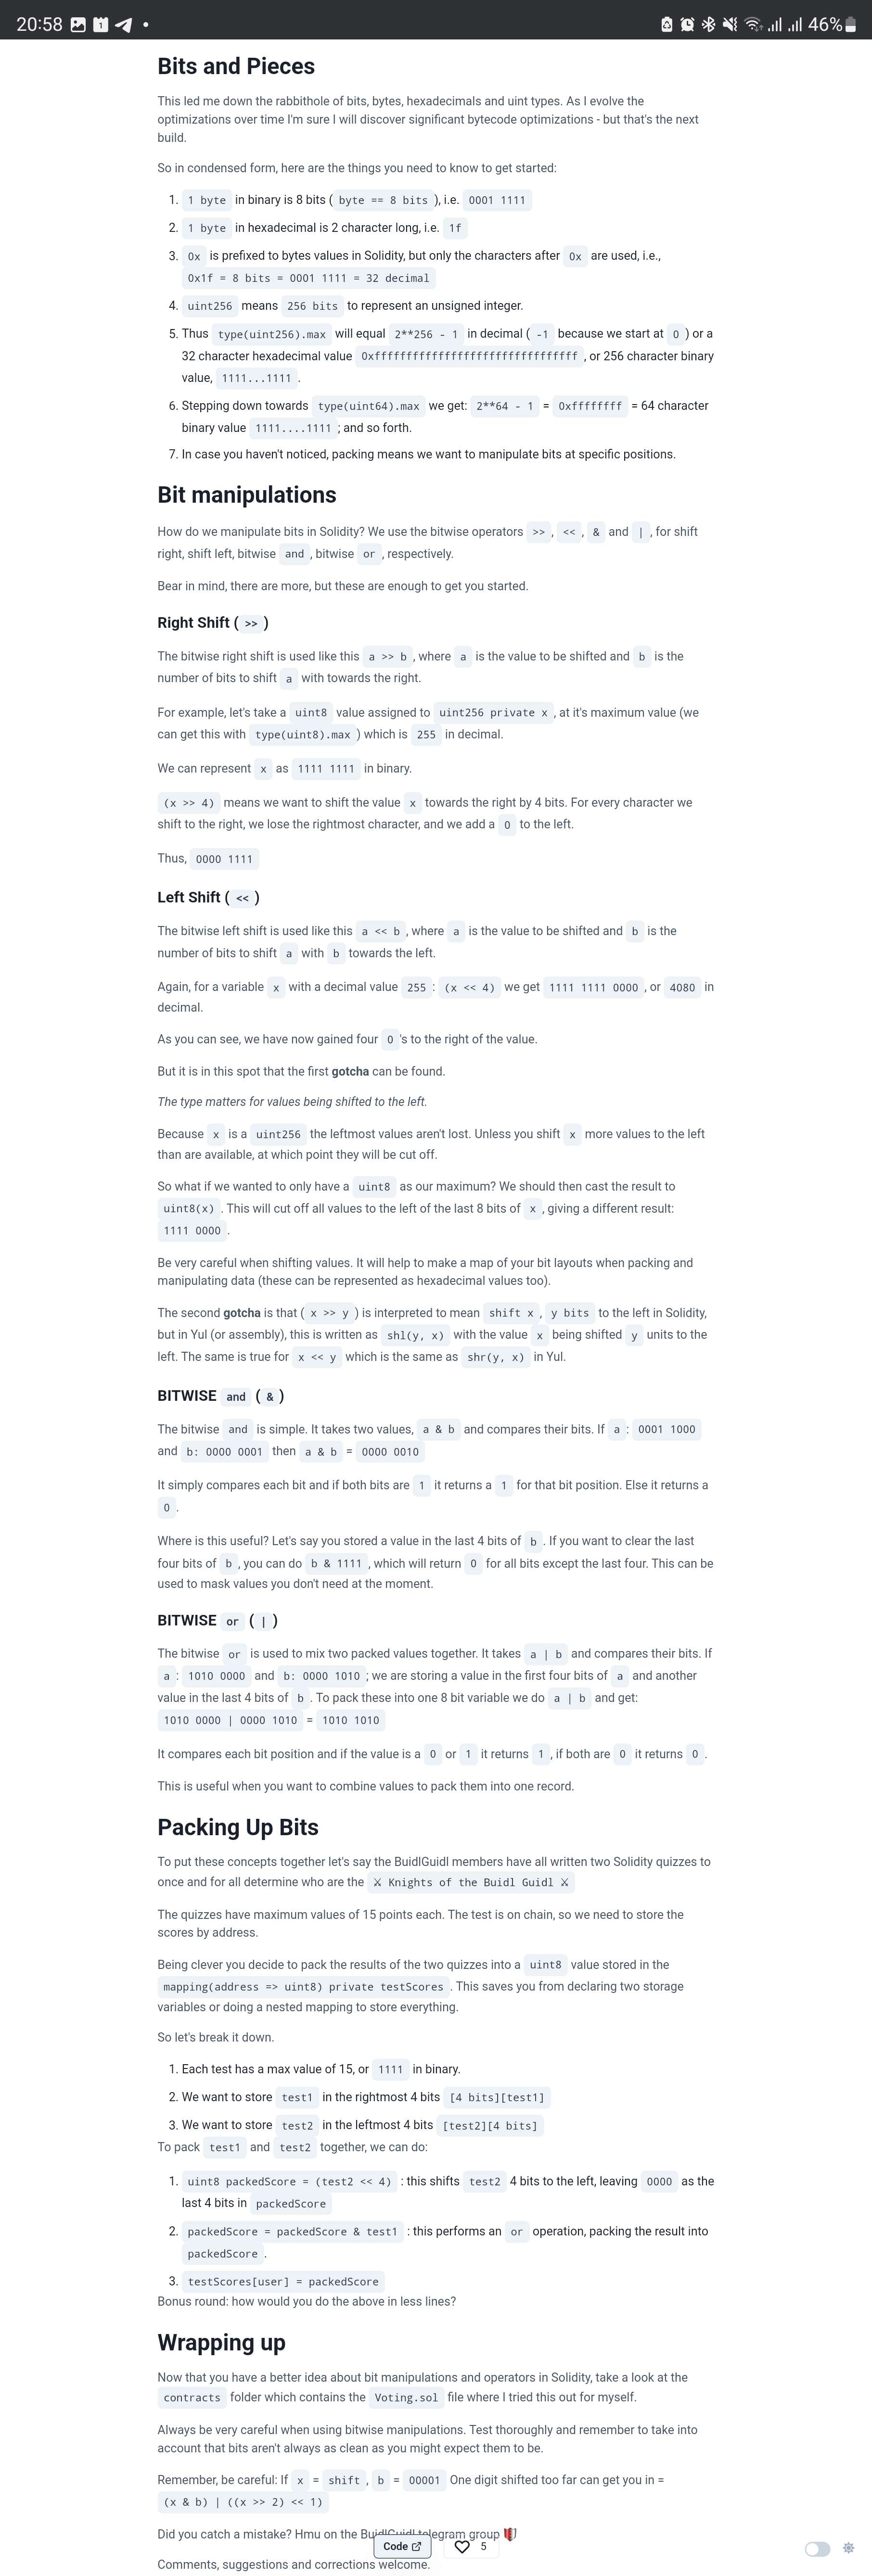 20:58 1 46%
Bits and Pieces
This led me down the rabbithole of bits, bytes, hexadecimals and uint types. As I evolve the
optimizations over time I'm sure I will discover significant bytecode optimizations - but that's the next
build.
So in condensed form, here are the things you need to know to get started:
1. 1 byte in binary is 8 bits ( byte == 8 bits ), i.e. 0001 1111
2. 1 byte in hexadecimal is 2 character long, i.e. 1f
3. 0x is prefixed to bytes values in Solidity, but only the characters after 0x are used, i.e.,
0x1f = 8 bits = 0001 1111 = 32 decimal
4. uint256 means 256 bits to represent an unsigned integer.
5. Thus type(uint256).max will equal 2**256 - 1 in decimal ( -1 because we start at 0 ) or a
32 character hexadecimal value 0xffffffffffffffffffffffffffffffff , or 256 character binary
value, 1111...1111 .
6. Stepping down towards type(uint64).max we get: 2**64 - 1 = 0xffffffff = 64 character
binary value 1111....1111 ; and so forth.
7. In case you haven't noticed, packing means we want to manipulate bits at specific positions.
Bit manipulations
How do we manipulate bits in Solidity? We use the bitwise operators >> , << , & and | , for shift
right, shift left, bitwise and , bitwise or , respectively.
Bear in mind, there are more, but these are enough to get you started.
Right Shift ( >> )
The bitwise right shift is used like this a >> b , where a is the value to be shifted and b is the
number of bits to shift a with towards the right.
For example, let's take a uint8 value assigned to uint256 private x , at it's maximum value (we
can get this with type(uint8).max ) which is 255 in decimal.
We can represent x as 1111 1111 in binary.
(x >> 4) means we want to shift the value x towards the right by 4 bits. For every character we
shift to the right, we lose the rightmost character, and we add a 0 to the left.
Thus, 0000 1111
Left Shift ( << )
The bitwise left shift is used like this a << b , where a is the value to be shifted and b is the
number of bits to shift a with b towards the left.
Again, for a variable x with a decimal value 255 : (x << 4) we get 1111 1111 0000 , or 4080 in
decimal.
As you can see, we have now gained four 0 's to the right of the value.
But it is in this spot that the first gotcha can be found.
The type matters for values being shifted to the left.
Because x is a uint256 the leftmost values aren't lost. Unless you shift x more values to the left
than are available, at which point they will be cut off.
So what if we wanted to only have a uint8 as our maximum? We should then cast the result to
uint8(x) . This will cut off all values to the left of the last 8 bits of x , giving a different result:
1111 0000 .
Be very careful when shifting values. It will help to make a map of your bit layouts when packing and
manipulating data (these can be represented as hexadecimal values too).
The second gotcha is that ( x >> y ) is interpreted to mean shift x , y bits to the left in Solidity,
but in Yul (or assembly), this is written as shl(y, x) with the value x being shifted y units to the
left. The same is true for x << y which is the same as shr(y, x) in Yul.
BITWISE and ( & )
The bitwise and is simple. It takes two values, a & b and compares their bits. If a : 0001 1000
and b: 0000 0001 then a & b = 0000 0010
It simply compares each bit and if both bits are 1 it returns a 1 for that bit position. Else it returns a
0 .
Where is this useful? Let's say you stored a value in the last 4 bits of b . If you want to clear the last
four bits of b , you can do b & 1111 , which will return 0 for all bits except the last four. This can be
used to mask values you don't need at the moment.
BITWISE or ( | )
The bitwise or is used to mix two packed values together. It takes a | b and compares their bits. If
a : 1010 0000 and b: 0000 1010 ; we are storing a value in the first four bits of a and another
value in the last 4 bits of b . To pack these into one 8 bit variable we do a | b and get:
1010 0000 | 0000 1010 = 1010 1010
It compares each bit position and if the value is a 0 or 1 it returns 1 , if both are 0 it returns 0 .
This is useful when you want to combine values to pack them into one record.
Packing Up Bits
To put these concepts together let's say the BuidlGuidl members have all written two Solidity quizzes to
once and for all determine who are the ⚔ Knights of the Buidl Guidl ⚔
The quizzes have maximum values of 15 points each. The test is on chain, so we need to store the
scores by address.
Being clever you decide to pack the results of the two quizzes into a uint8 value stored in the
mapping(address => uint8) private testScores . This saves you from declaring two storage
variables or doing a nested mapping to store everything.
So let's break it down.
1. Each test has a max value of 15, or 1111 in binary.
2. We want to store test1 in the rightmost 4 bits [4 bits][test1]
3. We want to store test2 in the leftmost 4 bits [test2][4 bits]
To pack test1 and test2 together, we can do:
1. uint8 packedScore = (test2 << 4) : this shifts test2 4 bits to the left, leaving 0000 as the
last 4 bits in packedScore
2. packedScore = packedScore & test1 : this performs an or operation, packing the result into
packedScore .
3. testScores[user] = packedScore
Bonus round: how would you do the above in less lines?
Wrapping up
Now that you have a better idea about bit manipulations and operators in Solidity, take a look at the
contracts folder which contains the Voting.sol file where I tried this out for myself.
Always be very careful when using bitwise manipulations. Test thoroughly and remember to take into
account that bits aren't always as clean as you might expect them to be.
Remember, be careful: If x = shift , b = 00001 One digit shifted too far can get you in =
(x & b) | ((x >> 2) << 1)
Did you catch a mistake? Hmu on the BuidlGuidl telegram group
Code 5
Comments, suggestions and corrections welcome.